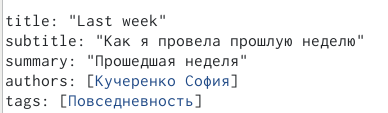 title: "Last week"
subtitle: "Как я провела прошлую неделю"
summary: "Прошедшая неделя"
authors: [Кучеренко София]
tags: [Повседневность]